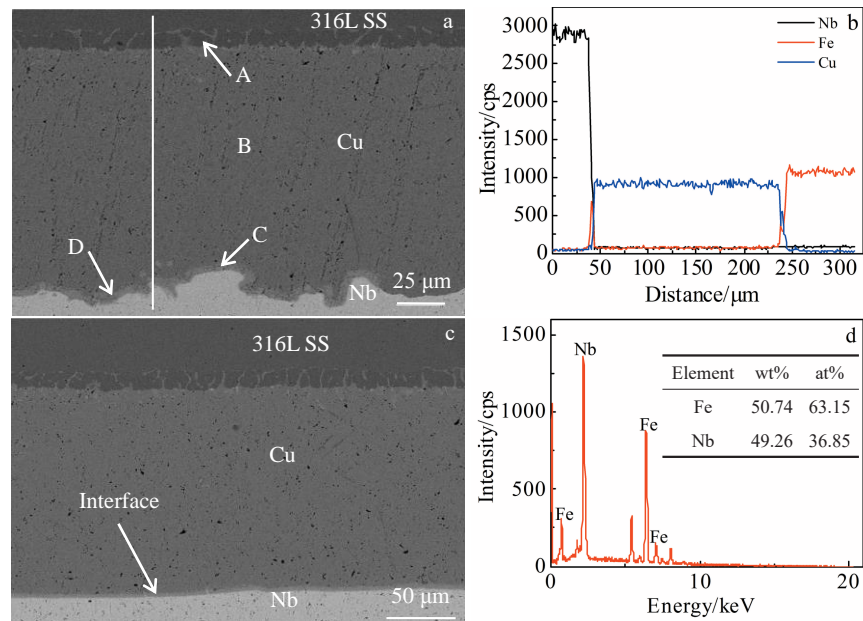 316L SS
a
A
B
Cu
C
D
Nb
25 μm
b
Nb
Fe
Cu
3000
2500
2000
1500
1000
500
0
Intensity/cps
0 50 100 150 200 250 300
Distance/μm
316L SS
c
Cu
Interface
Nb
50 μm
d
1500
1000
500
0
Intensity/cps
Nb
Fe
Fe
Fe
Element wt% at%
Fe 50.74 63.15
Nb 49.26 36.85
0 10 20
Energy/keV